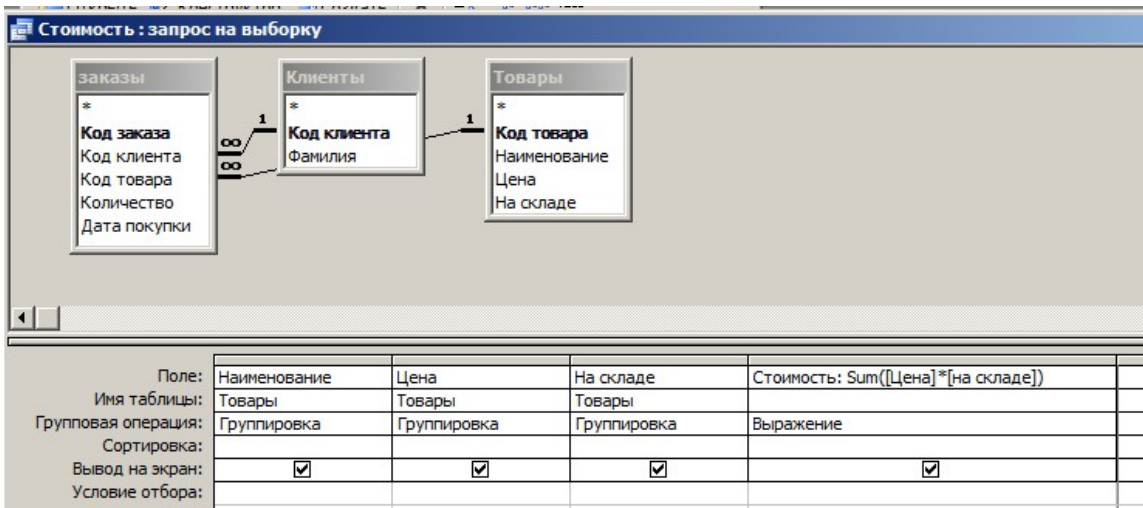 Стоимость : запрос на выборку
заказы
*
Код заказа
Код клиента
Код товара
Количество
Дата покупки
∞
∞
1
Клиенты
*
Код клиента
Фамилия
1
Товары
*
Код товара
Наименование
Цена
На складе
Поле: Наименование Цена На складе Стоимость: Sum([Цена]*[на складе])
Имя таблицы: Товары Товары Товары
Групповая операция: Группировка Группировка Группировка Выражение
Сортировка:
Вывод на экран:
Условие отбора: